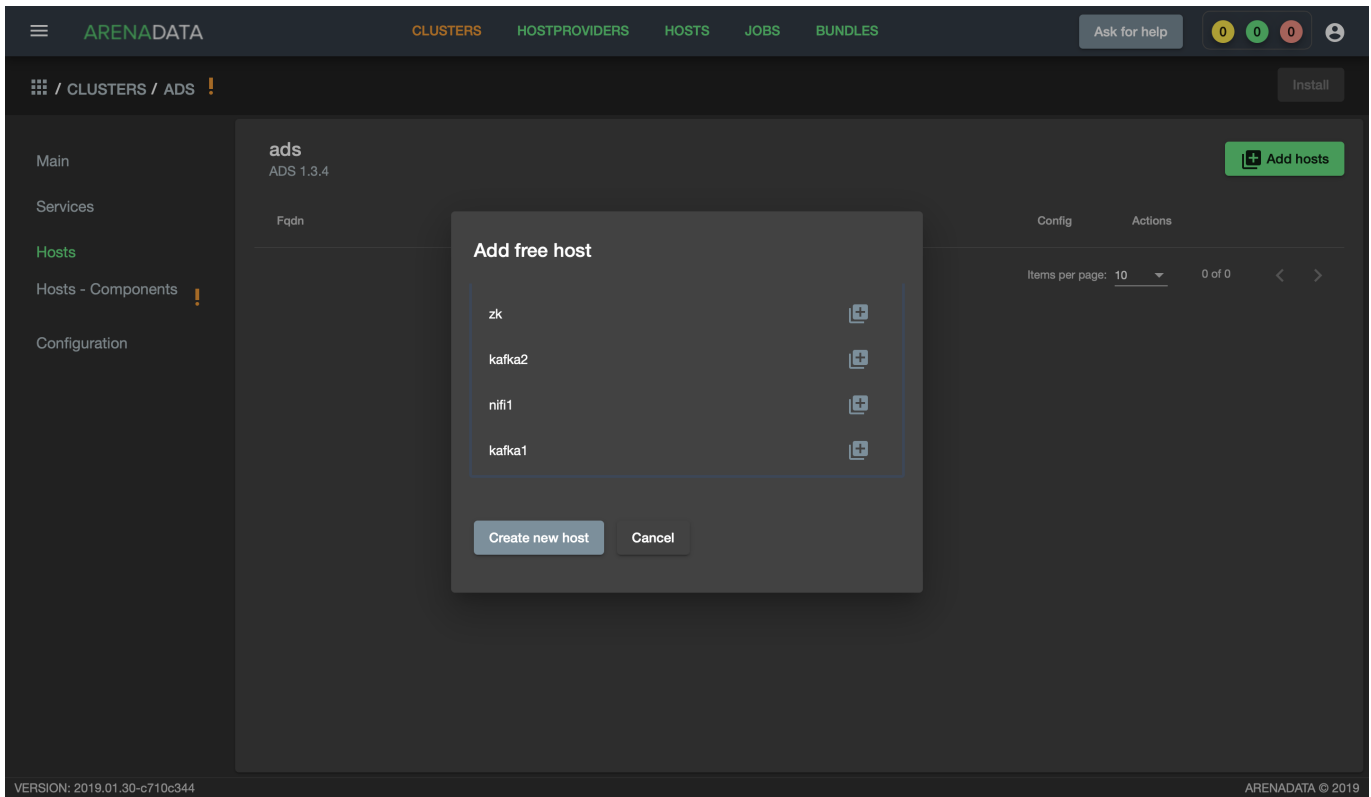 ARENADATA CLUSTERS HOSTPROVIDERS HOSTS JOBS BUNDLES Ask for help 0 0 0
/ CLUSTERS / ADS ! Install
Main
Services
Hosts
Hosts - Components !
Configuration
ads
ADS 1.3.4
Add hosts
Fqdn Config Actions
Items per page: 10 0 of 0
Add free host
zk
kafka2
nifi1
kafka1
Create new host Cancel
VERSION: 2019.01.30-c710c344 ARENADATA © 2019